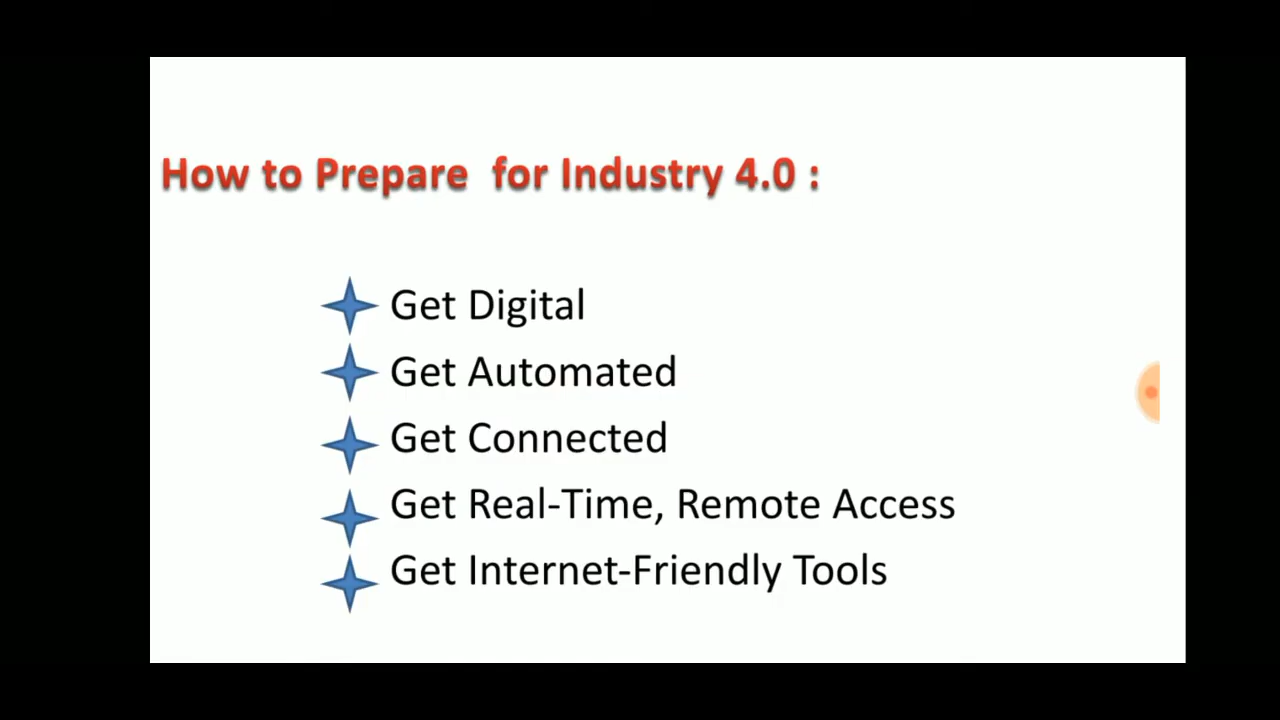 How to Prepare  for Industry 4.0 :
Get Digital
Get Automated
Get Connected
Get Real-Time, Remote Access
Get Internet-Friendly Tools